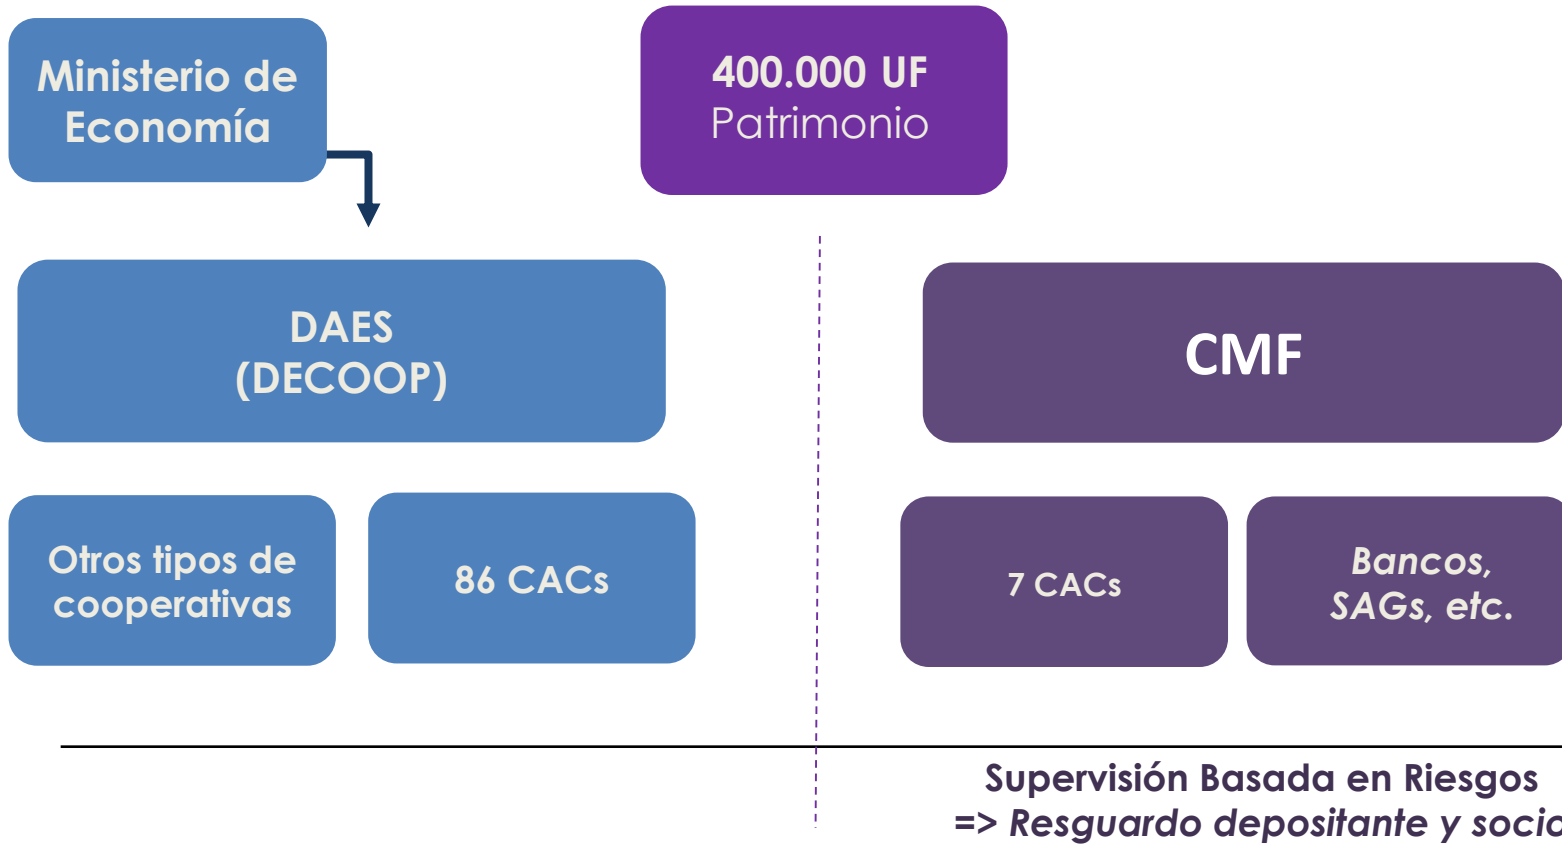 Ministerio de
Economía
400.000 UF
Patrimonio
DAES
(DECOOP)
CMF
Otros tipos de
cooperativas
86 CACs
7 CACs
Bancos,
SAGs, etc.
Supervisión Basada en Riesgos
=> Resguardo depositante y socio